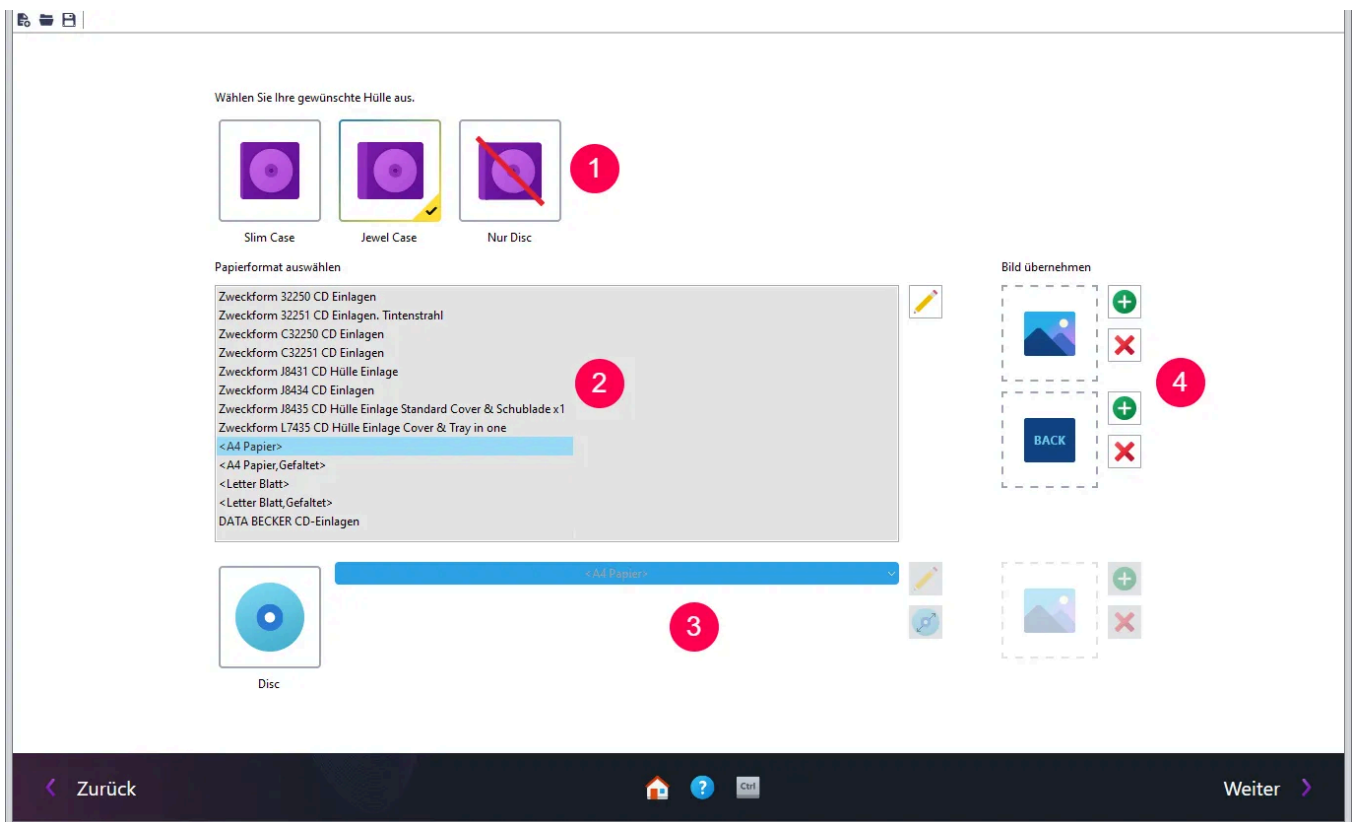 Wählen Sie Ihre gewünschte Hülle aus.
1
Slim Case
Jewel Case
Nur Disc
Papierformat auswählen
Bild übernehmen
Zweckform 32250 CD Einlagen
Zweckform 32251 CD Einlagen. Tintenstrahl
Zweckform C32250 CD Einlagen
Zweckform C32251 CD Einlagen
Zweckform J8431 CD Hülle Einlage
Zweckform J8434 CD Einlagen
Zweckform J8435 CD Hülle Einlage Standard Cover & Schublade x1
Zweckform L7435 CD Hülle Einlage Cover & Tray in one
<A4 Papier>
<A4 Papier,Gefaltet>
<Letter Blatt>
<Letter Blatt,Gefaltet>
DATA BECKER CD-Einlagen
2
4
BACK
<A4 Papier>
3
Disc
Zurück
?
Ctrl
Weiter